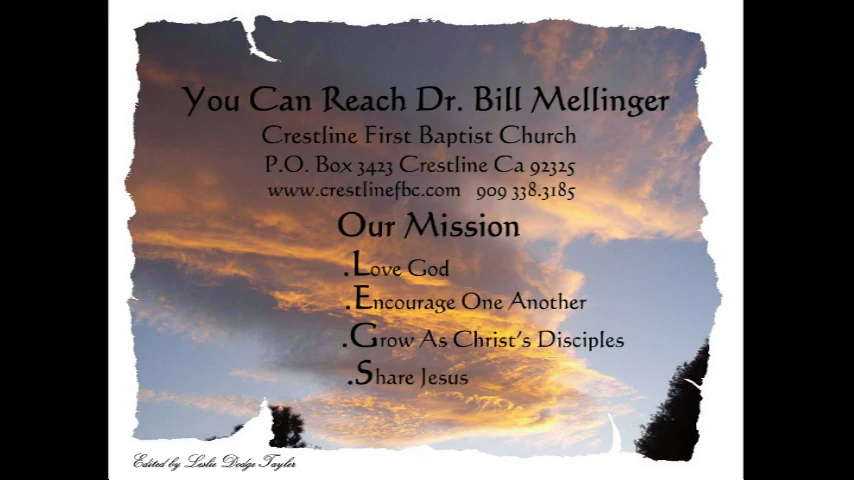 You Can Reach Dr. Bill Mellinger
Crestline First Baptist Church
P.O. Box 3423 Crestline Ca 92325
www.crestlinefbc.com 909 338.3185
Our Mission
.Love God
.Encourage One Another
.Grow As Christ's Disciples
.Share Jesus
Edited by Leslie Dodge Tayler